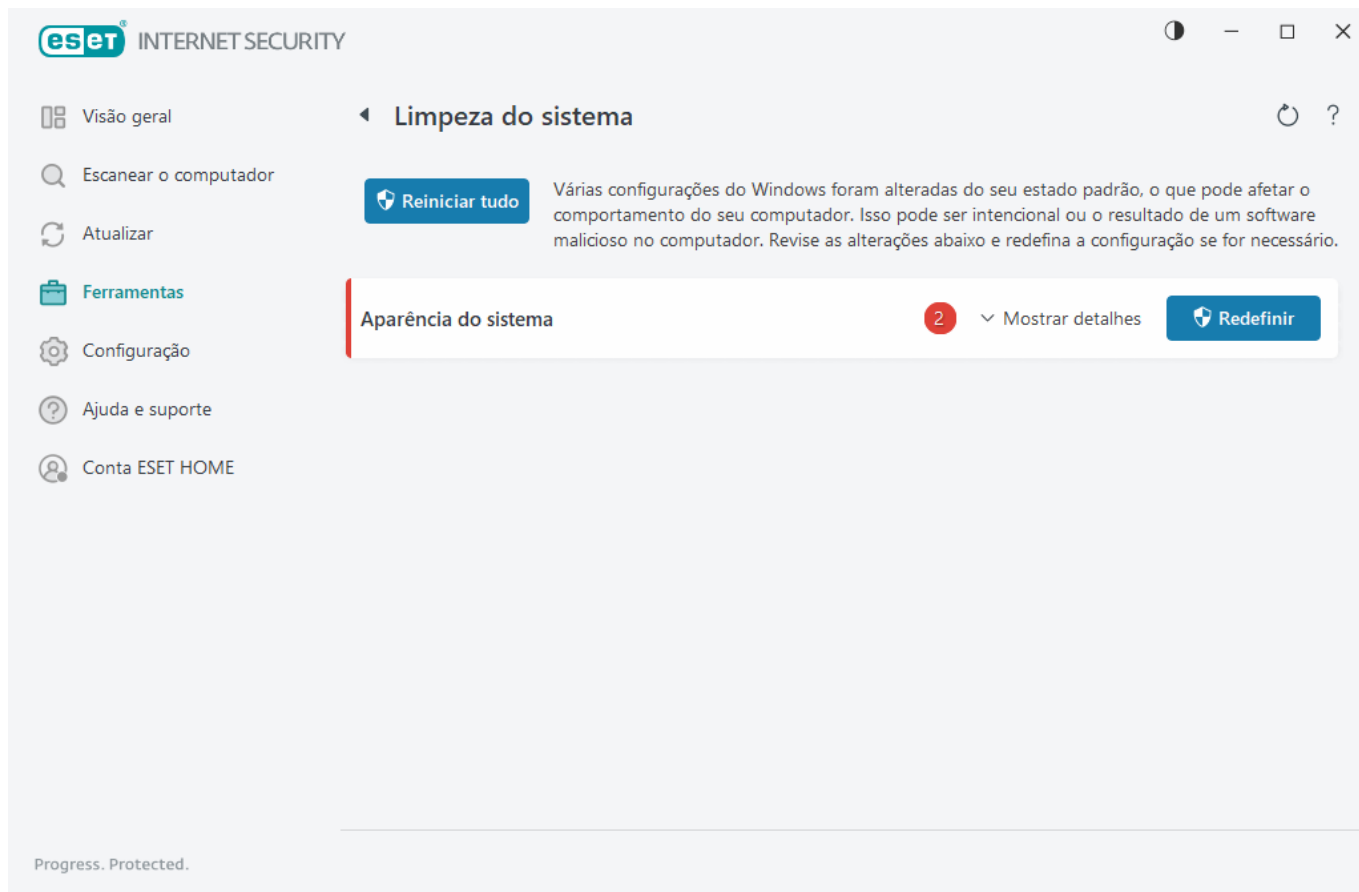 eset® INTERNET SECURITY
Visão geral
Escanear o computador
Atualizar
Ferramentas
Configuração
Ajuda e suporte
Conta ESET HOME
Limpeza do sistema
?
Reiniciar tudo
Várias configurações do Windows foram alteradas do seu estado padrão, o que pode afetar o
comportamento do seu computador. Isso pode ser intencional ou o resultado de um software
malicioso no computador. Revise as alterações abaixo e redefina a configuração se for necessário.
Aparência do sistema
2
Mostrar detalhes
Redefinir
Progress. Protected.